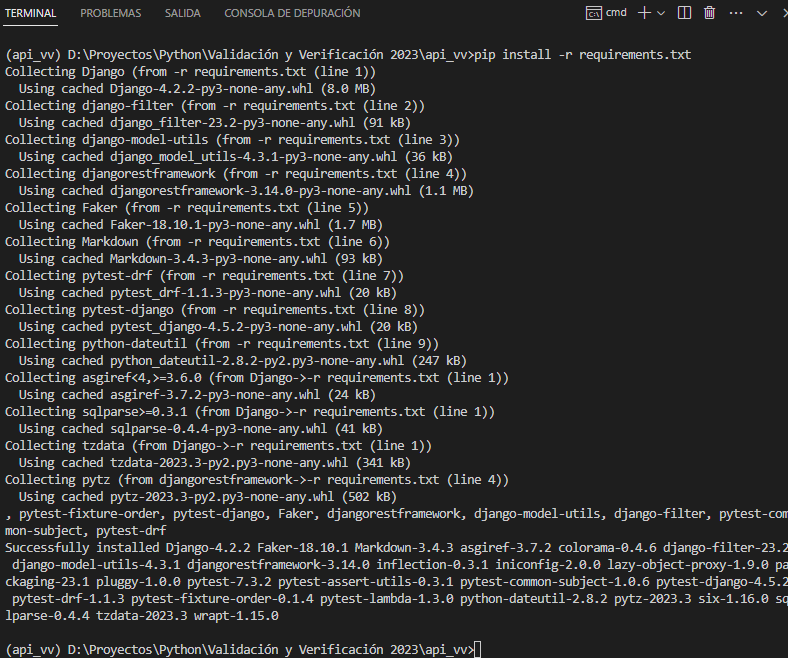 TERMINAL PROBLEMAS SALIDA CONSOLA DE DEPURACIÓN cmd
(api_vv) D:\Proyectos\Python\Validación y Verificación 2023\api_vv>pip install -r requirements.txt
Collecting Django (from -r requirements.txt (line 1))
  Using cached Django-4.2.2-py3-none-any.whl (8.0 MB)
Collecting django-filter (from -r requirements.txt (line 2))
  Using cached django_filter-23.2-py3-none-any.whl (91 kB)
Collecting django-model-utils (from -r requirements.txt (line 3))
  Using cached django_model_utils-4.3.1-py3-none-any.whl (36 kB)
Collecting djangorestframework (from -r requirements.txt (line 4))
  Using cached djangorestframework-3.14.0-py3-none-any.whl (1.1 MB)
Collecting Faker (from -r requirements.txt (line 5))
  Using cached Faker-18.10.1-py3-none-any.whl (1.7 MB)
Collecting Markdown (from -r requirements.txt (line 6))
  Using cached Markdown-3.4.3-py3-none-any.whl (93 kB)
Collecting pytest-drf (from -r requirements.txt (line 7))
  Using cached pytest_drf-1.1.3-py3-none-any.whl (20 kB)
Collecting pytest-django (from -r requirements.txt (line 8))
  Using cached pytest_django-4.5.2-py3-none-any.whl (20 kB)
Collecting python-dateutil (from -r requirements.txt (line 9))
  Using cached python_dateutil-2.8.2-py2.py3-none-any.whl (247 kB)
Collecting asgiref<4,>=3.6.0 (from Django->-r requirements.txt (line 1))
  Using cached asgiref-3.7.2-py3-none-any.whl (24 kB)
Collecting sqlparse>=0.3.1 (from Django->-r requirements.txt (line 1))
  Using cached sqlparse-0.4.4-py3-none-any.whl (41 kB)
Collecting tzdata (from Django->-r requirements.txt (line 1))
  Using cached tzdata-2023.3-py2.py3-none-any.whl (341 kB)
Collecting pytz (from djangorestframework->-r requirements.txt (line 4))
  Using cached pytz-2023.3-py2.py3-none-any.whl (502 kB)
, pytest-fixture-order, pytest-django, Faker, djangorestframework, django-model-utils, django-filter, pytest-com
mon-subject, pytest-drf
Successfully installed Django-4.2.2 Faker-18.10.1 Markdown-3.4.3 asgiref-3.7.2 colorama-0.4.6 django-filter-23.2
 django-model-utils-4.3.1 djangorestframework-3.14.0 inflection-0.3.1 iniconfig-2.0.0 lazy-object-proxy-1.9.0 pa
ckaging-23.1 pluggy-1.0.0 pytest-7.3.2 pytest-assert-utils-0.3.1 pytest-common-subject-1.0.6 pytest-django-4.5.2
 pytest-drf-1.1.3 pytest-fixture-order-0.1.4 pytest-lambda-1.3.0 python-dateutil-2.8.2 pytz-2023.3 six-1.16.0 sq
lparse-0.4.4 tzdata-2023.3 wrapt-1.15.0
(api_vv) D:\Proyectos\Python\Validación y Verificación 2023\api_vv>